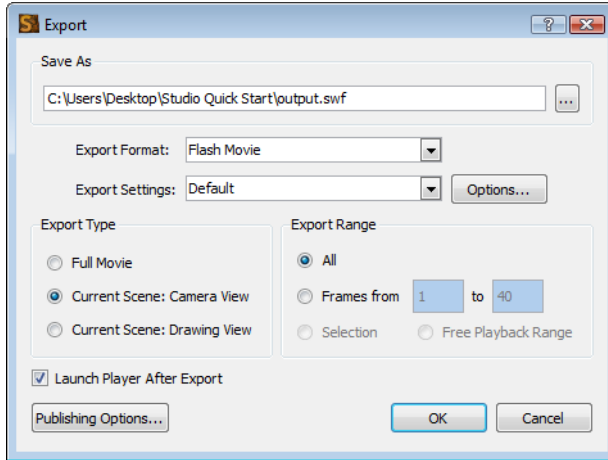 Export
Save As
C:\Users\Desktop\Studio Quick Start\output.swf
...
Export Format: Flash Movie
Export Settings: Default Options...
Export Type
Full Movie
Current Scene: Camera View
Current Scene: Drawing View
Export Range
All
Frames from 1 to 40
Selection Free Playback Range
Launch Player After Export
Publishing Options... OK Cancel